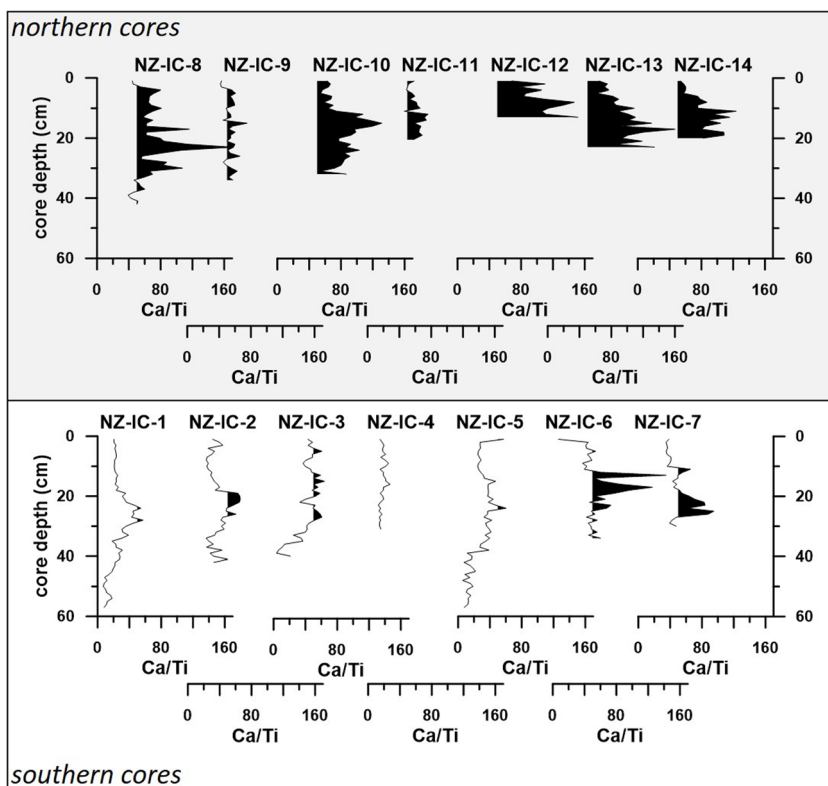 northern cores
NZ-IC-8 NZ-IC-9 NZ-IC-10 NZ-IC-11 NZ-IC-12 NZ-IC-13 NZ-IC-14
0 0
20 20
40 40
60 60
core depth (cm)
0 160 0 80 160 0 80 160 0 80 160
Ca/Ti Ca/Ti Ca/Ti Ca/Ti
0 80 160 0 80 160 0 80 160
Ca/Ti Ca/Ti Ca/Ti
NZ-IC-1 NZ-IC-2 NZ-IC-3 NZ-IC-4 NZ-IC-5 NZ-IC-6 NZ-IC-7
0 0
20 20
40 40
60 60
core depth (cm)
0 80 160 0 80 160 0 80 160 0 80 160
Ca/Ti Ca/Ti Ca/Ti Ca/Ti
0 80 160 0 80 160 0 80 160
Ca/Ti Ca/Ti Ca/Ti
southern cores